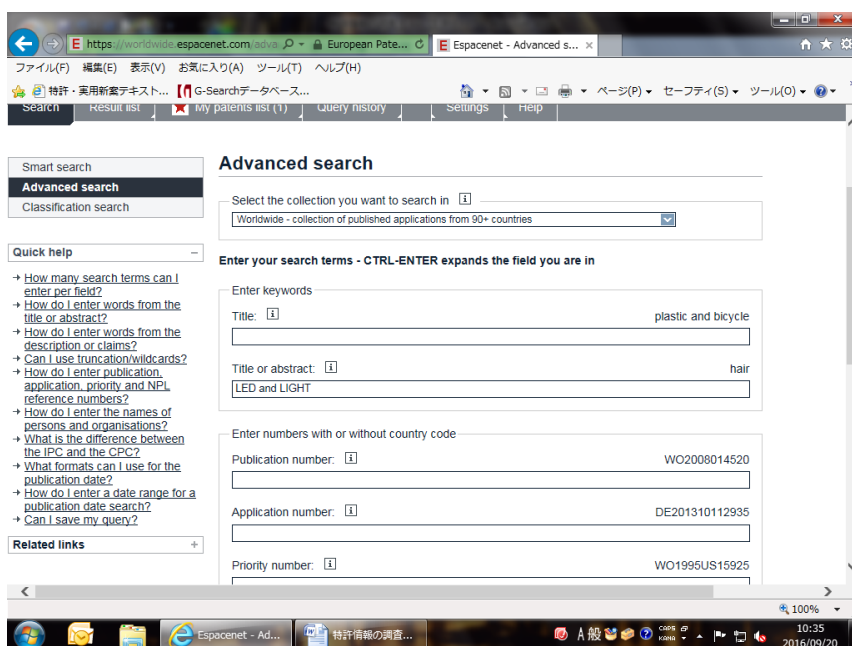 https://worldwide.espacenet.com/adva
European Pate...
Espacenet - Advanced s...
ファイル(F) 編集(E) 表示(V) お気に入り(A) ツール(T) ヘルプ(H)
特許・実用新案テキスト... G-Searchデータベース...
ページ(P) セーフティ(S) ツール(O)
Search Result list My patents list (1) Query history Settings Help
Smart search
Advanced search
Classification search
Quick help −
How many search terms can I
enter per field?
How do I enter words from the
title or abstract?
How do I enter words from the
description or claims?
Can I use truncation/wildcards?
How do I enter publication,
application, priority and NPL
reference numbers?
How do I enter the names of
persons and organisations?
What is the difference between
the IPC and the CPC?
What formats can I use for the
publication date?
How do I enter a date range for a
publication date search?
Can I save my query?
Related links +
Advanced search
Select the collection you want to search in i
Worldwide - collection of published applications from 90+ countries
Enter your search terms - CTRL-ENTER expands the field you are in
Enter keywords
Title: i plastic and bicycle
Title or abstract: i hair
LED and LIGHT
Enter numbers with or without country code
Publication number: i WO2008014520
Application number: i DE201310112935
Priority number: i WO1995US15925
100%
Espacenet - Ad...
特許情報の調査...
A 般
CAPS
KANA
10:35
2016/09/20